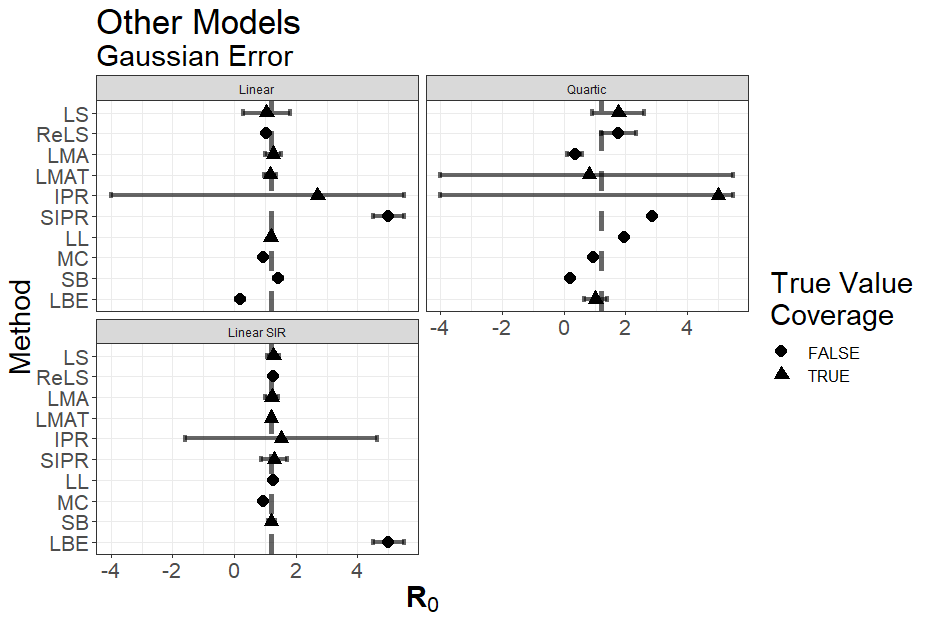 Other Models
Gaussian Error
Linear
Quartic
LS
ReLS
LMA
LMAT
IPR
SIPR
LL
MC
SB
LBE
-4 -2 0 2 4
Linear SIR
LS
ReLS
LMA
LMAT
IPR
SIPR
LL
MC
SB
LBE
-4 -2 0 2 4
Method
R0
True Value
Coverage
FALSE
TRUE